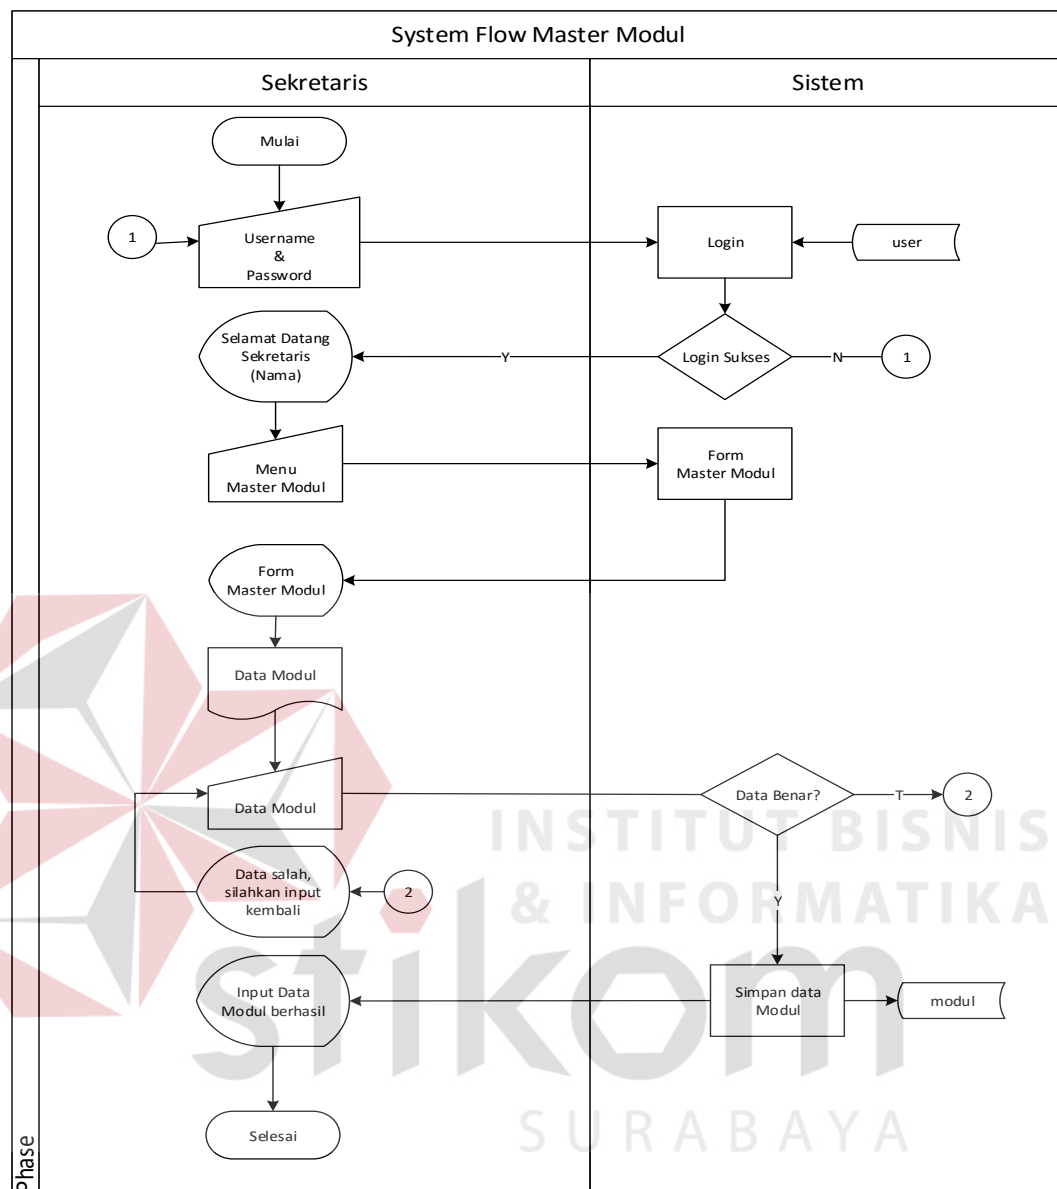 System Flow Master Modul
Sekretaris
Sistem
Mulai
1
Username
&
Password
Login
user
Selamat Datang
Sekretaris
(Nama)
Y
Login Sukses
N
1
Menu
Master Modul
Form
Master Modul
Form
Master Modul
Data Modul
Data Modul
Data Benar?
T
2
INSTITUT BISNIS
Data salah,
silahkan input
kembali
2
Y
& INFORMATIKA
stikom
Input Data
Modul berhasil
Simpan data
Modul
modul
SURABAYA
Selesai
Phase